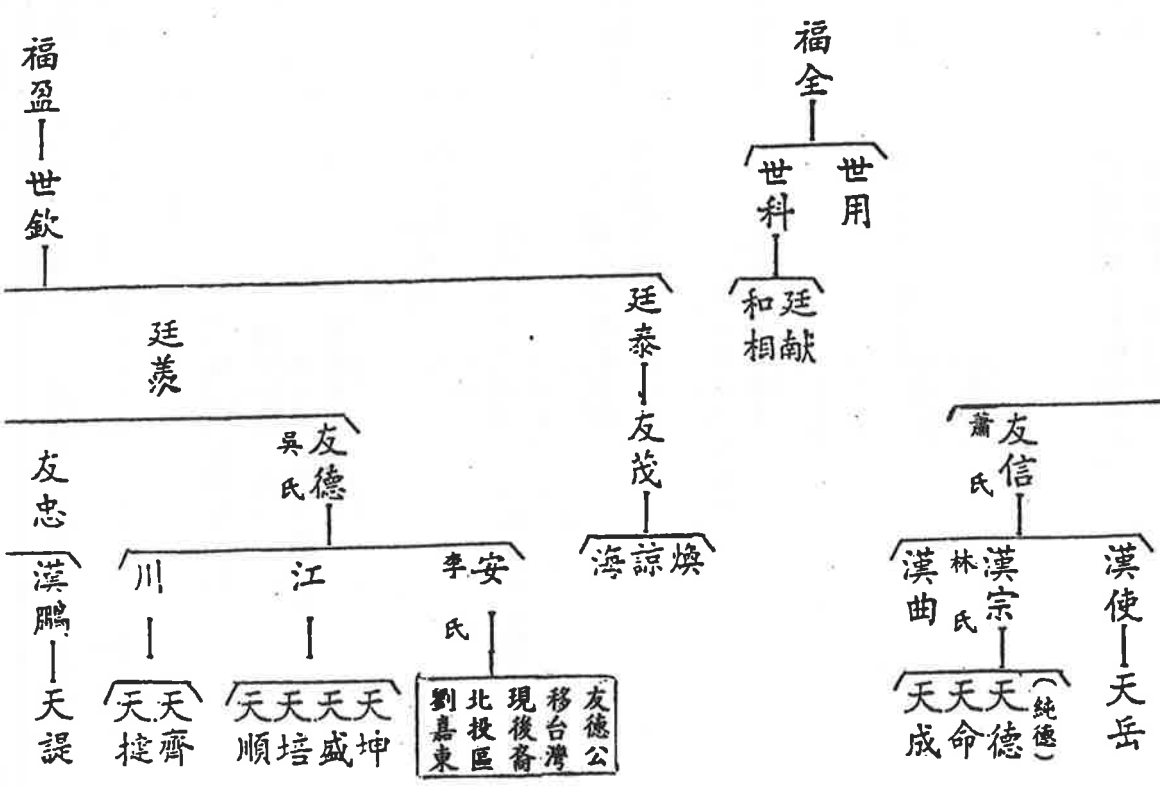 福全
世用
世科
廷献
和相
福盈
世欽
廷泰
廷羨
友茂
煥
諒
海
友信
蕭氏
漢使
漢宗
林氏
漢曲
天岳
天德
(純德)
天命
天成
友德
吳氏
友忠
安
李氏
江
川
漢鵬
友德公
移台灣
現後裔
北投區
劉嘉東
天坤
天盛
天培
天順
天齊
天㨗
天諟